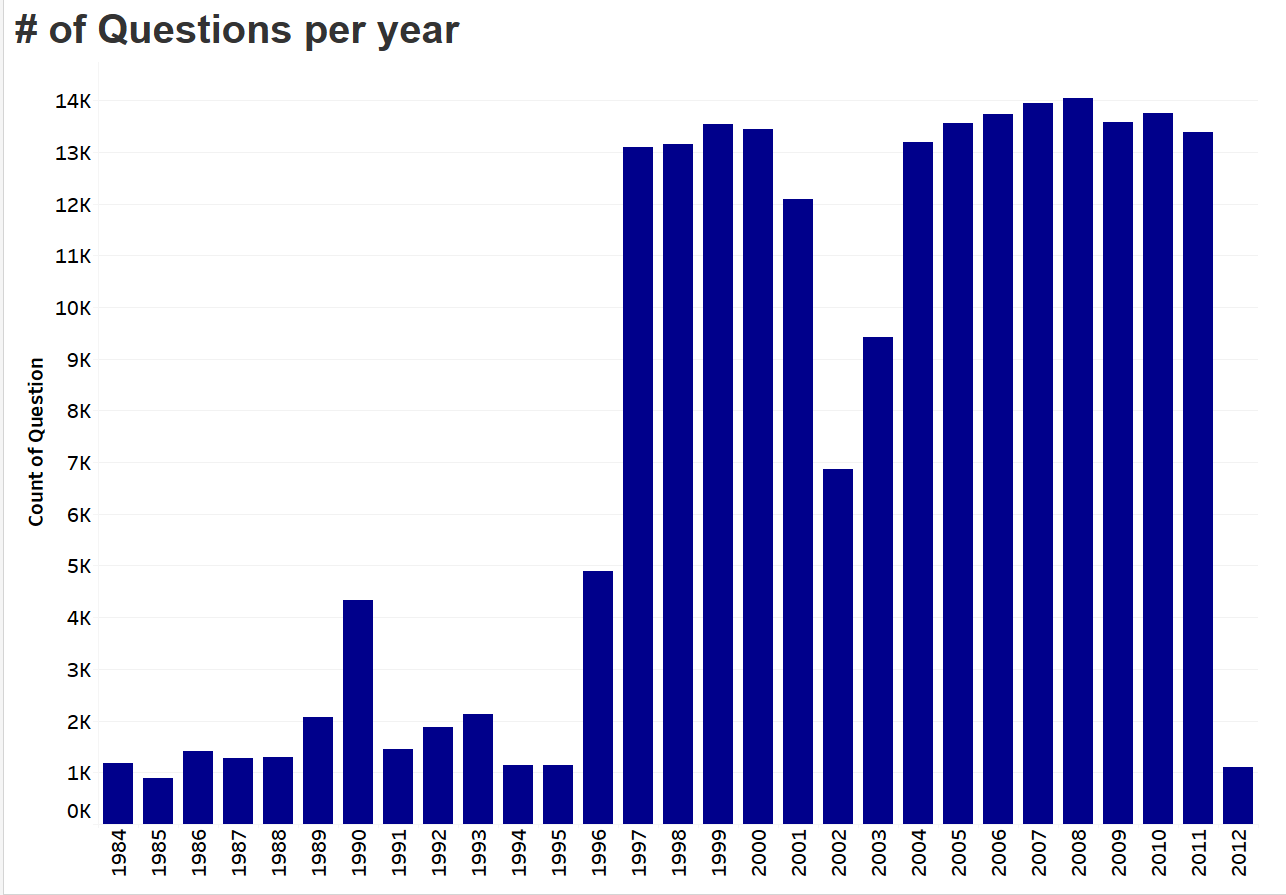 # of Questions per year
14K
13K
12K
11K
10K
9K
8K
7K
6K
5K
4K
3K
2K
1K
0K
Count of Question
1984
1985
1986
1987
1988
1989
1990
1991
1992
1993
1994
1995
1996
1997
1998
1999
2000
2001
2002
2003
2004
2005
2006
2007
2008
2009
2010
2011
2012